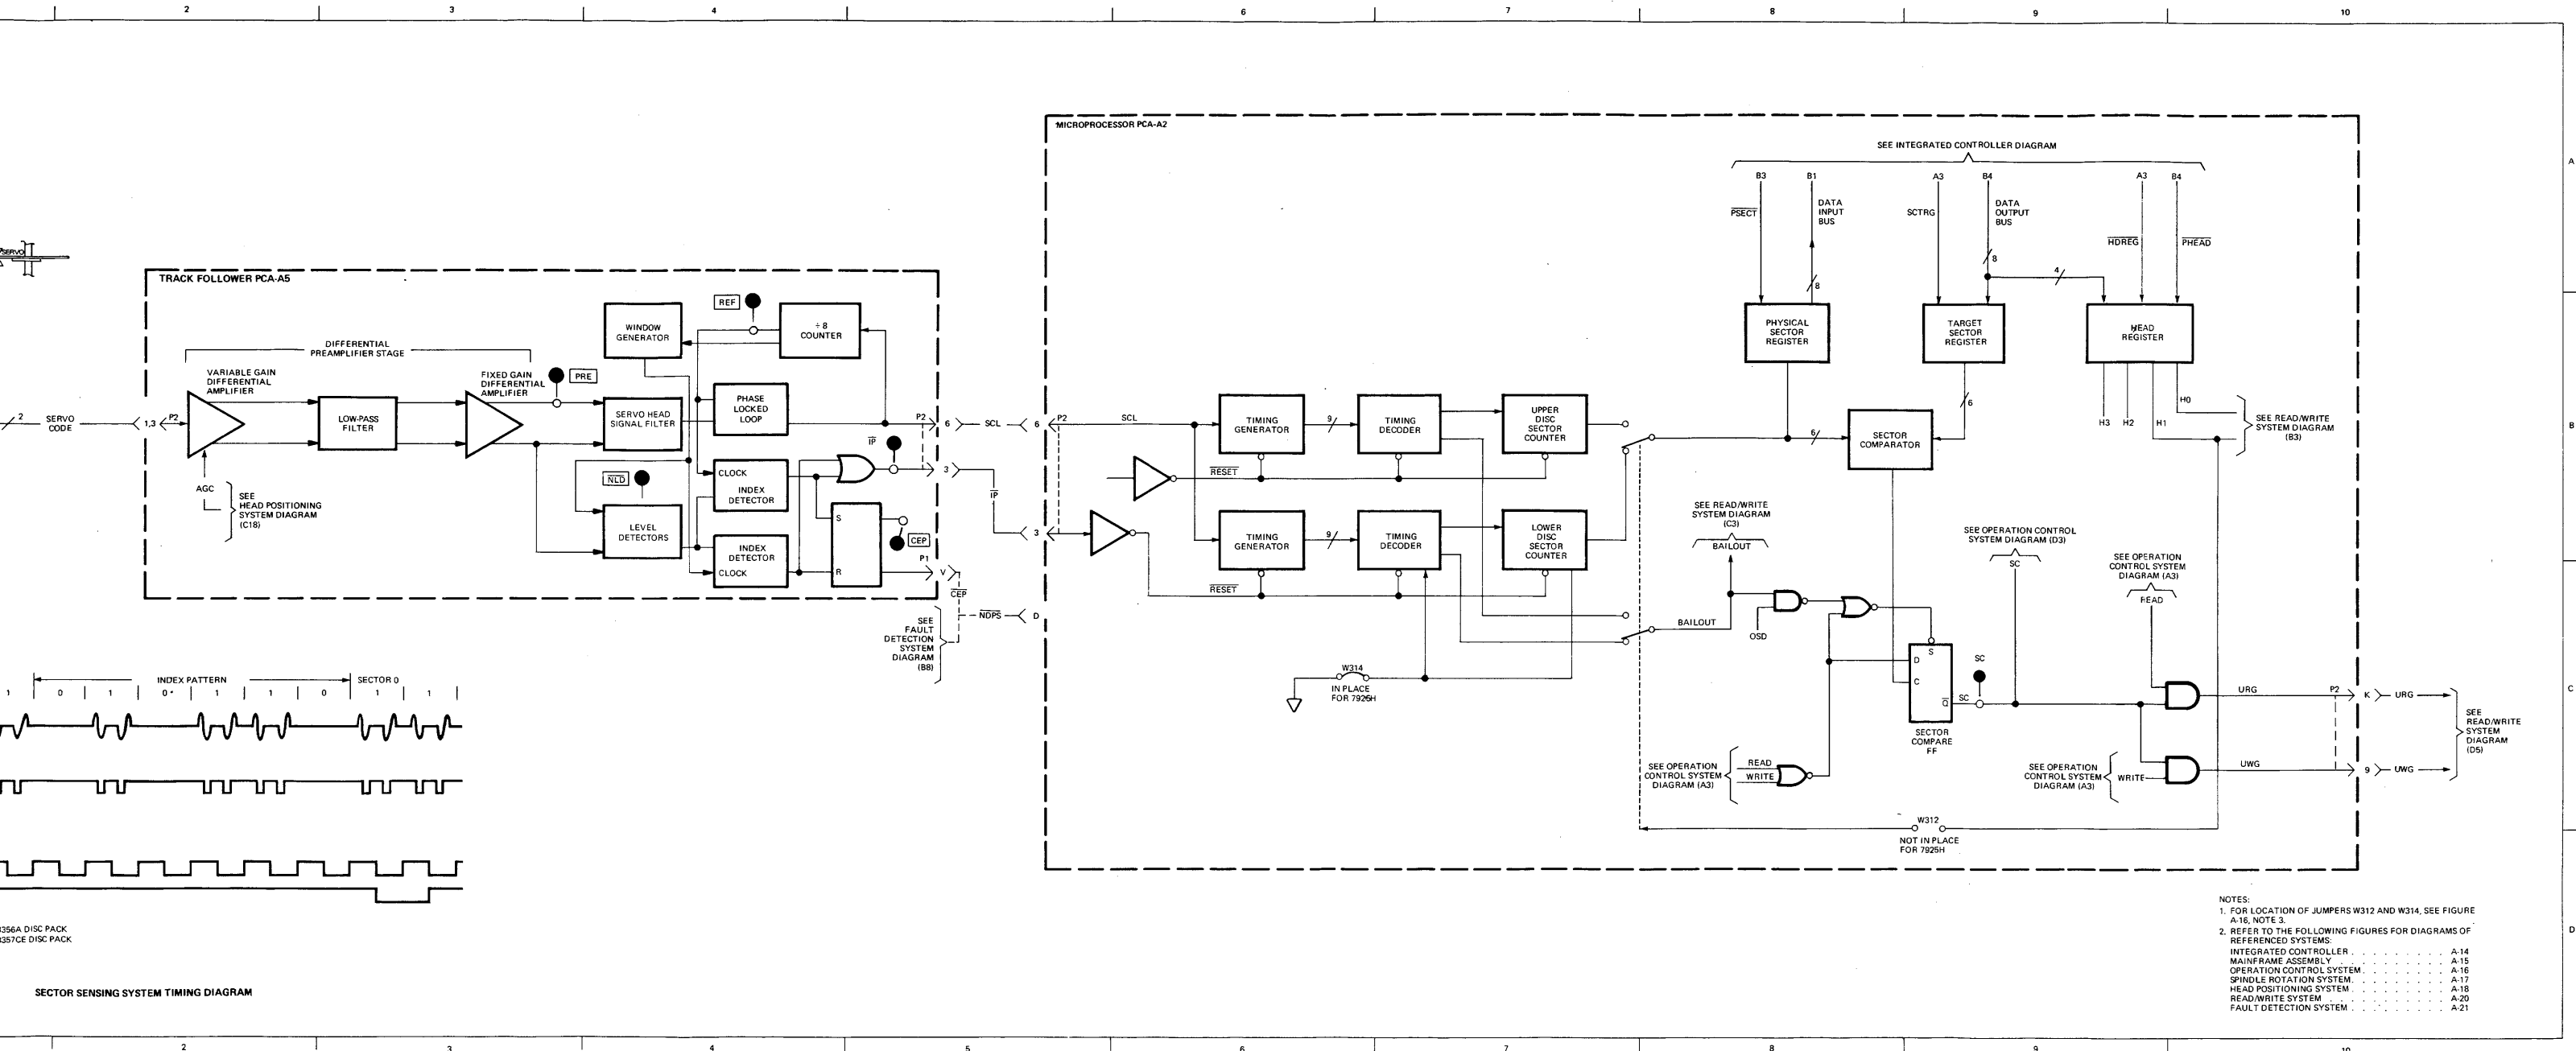 2
3
4
6
7
8
9
10
MICROPROCESSOR PCA-A2
SEE INTEGRATED CONTROLLER DIAGRAM
A
B3
B1
A3
B4
A3
B4
PSECT
DATA
INPUT
BUS
SCTRG
DATA
OUTPUT
BUS
HDREG
PHEAD
8
8
4
SERVO
TRACK FOLLOWER PCA-A5
REF
WINDOW
GENERATOR
÷ 8
COUNTER
PHYSICAL
SECTOR
REGISTER
TARGET
SECTOR
REGISTER
HEAD
REGISTER
DIFFERENTIAL
PREAMPLIFIER STAGE
VARIABLE GAIN
DIFFERENTIAL
AMPLIFIER
FIXED GAIN
DIFFERENTIAL
AMPLIFIER
PRE
2
SERVO
CODE
1,3
P2
LOW-PASS
FILTER
SERVO HEAD
SIGNAL FILTER
PHASE
LOCKED
LOOP
P2
6
SCL
6
P2
SCL
TIMING
GENERATOR
9
TIMING
DECODER
UPPER
DISC
SECTOR
COUNTER
6
SECTOR
COMPARATOR
6
H3
H2
H1
H0
SEE READ/WRITE
SYSTEM DIAGRAM
(B3)
B
IP
3
IP
3
RESET
AGC
SEE
HEAD POSITIONING
SYSTEM DIAGRAM
(C18)
NLD
CLOCK
INDEX
DETECTOR
LEVEL
DETECTORS
INDEX
DETECTOR
CLOCK
S
R
CEP
P1
V
CEP
NDPS
D
SEE
FAULT
DETECTION
SYSTEM
DIAGRAM
(B8)
TIMING
GENERATOR
9
TIMING
DECODER
LOWER
DISC
SECTOR
COUNTER
RESET
SEE READ/WRITE
SYSTEM DIAGRAM
(C3)
BAILOUT
SEE OPERATION CONTROL
SYSTEM DIAGRAM (D3)
SC
SEE OPERATION
CONTROL SYSTEM
DIAGRAM (A3)
READ
BAILOUT
OSD
S
D
C
Q
SC
SC
SECTOR
COMPARE
FF
W314
IN PLACE
FOR 7925H
URG
P2
K
URG
UWG
9
UWG
SEE
READ/WRITE
SYSTEM
DIAGRAM
(D5)
C
SEE OPERATION
CONTROL SYSTEM
DIAGRAM (A3)
READ
WRITE
SEE OPERATION
CONTROL SYSTEM
DIAGRAM (A3)
WRITE
W312
NOT IN PLACE
FOR 7925H
INDEX PATTERN
SECTOR 0
1
0
1
0*
1
1
0
1
1
356A DISC PACK
357CE DISC PACK
SECTOR SENSING SYSTEM TIMING DIAGRAM
NOTES:
1. FOR LOCATION OF JUMPERS W312 AND W314, SEE FIGURE
A-16, NOTE 3.
2. REFER TO THE FOLLOWING FIGURES FOR DIAGRAMS OF
REFERENCED SYSTEMS:
INTEGRATED CONTROLLER . . . . . . . . . A-14
MAINFRAME ASSEMBLY . . . . . . . . . A-15
OPERATION CONTROL SYSTEM . . . . . . . . A-16
SPINDLE ROTATION SYSTEM . . . . . . . . . A-17
HEAD POSITIONING SYSTEM . . . . . . . . . A-18
READ/WRITE SYSTEM . . . . . . . . . A-20
FAULT DETECTION SYSTEM . . . . . . . . . A-21
D
2
3
4
5
6
7
8
9
10